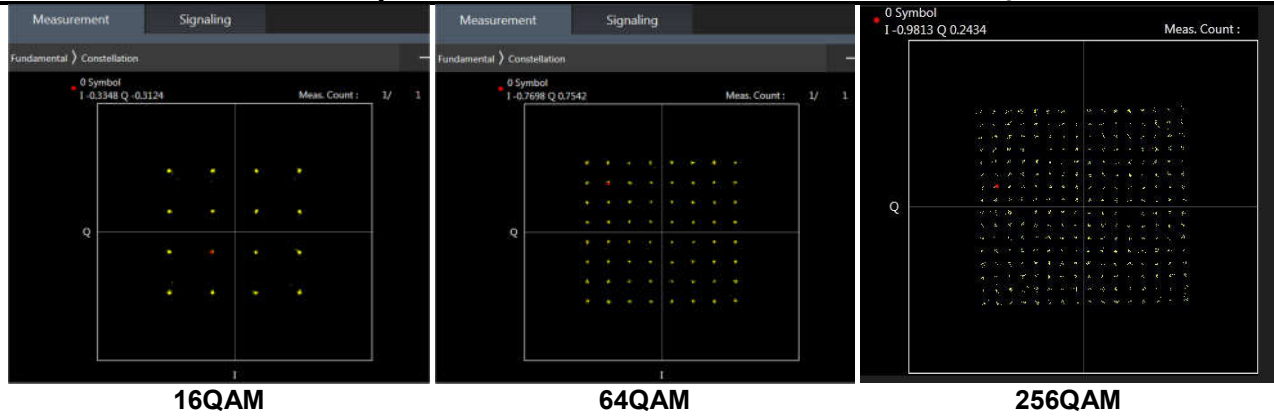 Measurement Signaling
Fundamental 〉 Constellation
0 Symbol
I -0.3348 Q -0.3124 Meas. Count : 1/ 1
Q
I
16QAM
Measurement Signaling
Fundamental 〉 Constellation
0 Symbol
I -0.7698 Q 0.7542 Meas. Count : 1/ 1
Q
I
64QAM
0 Symbol
I -0.9813 Q 0.2434 Meas. Count :
Q
256QAM